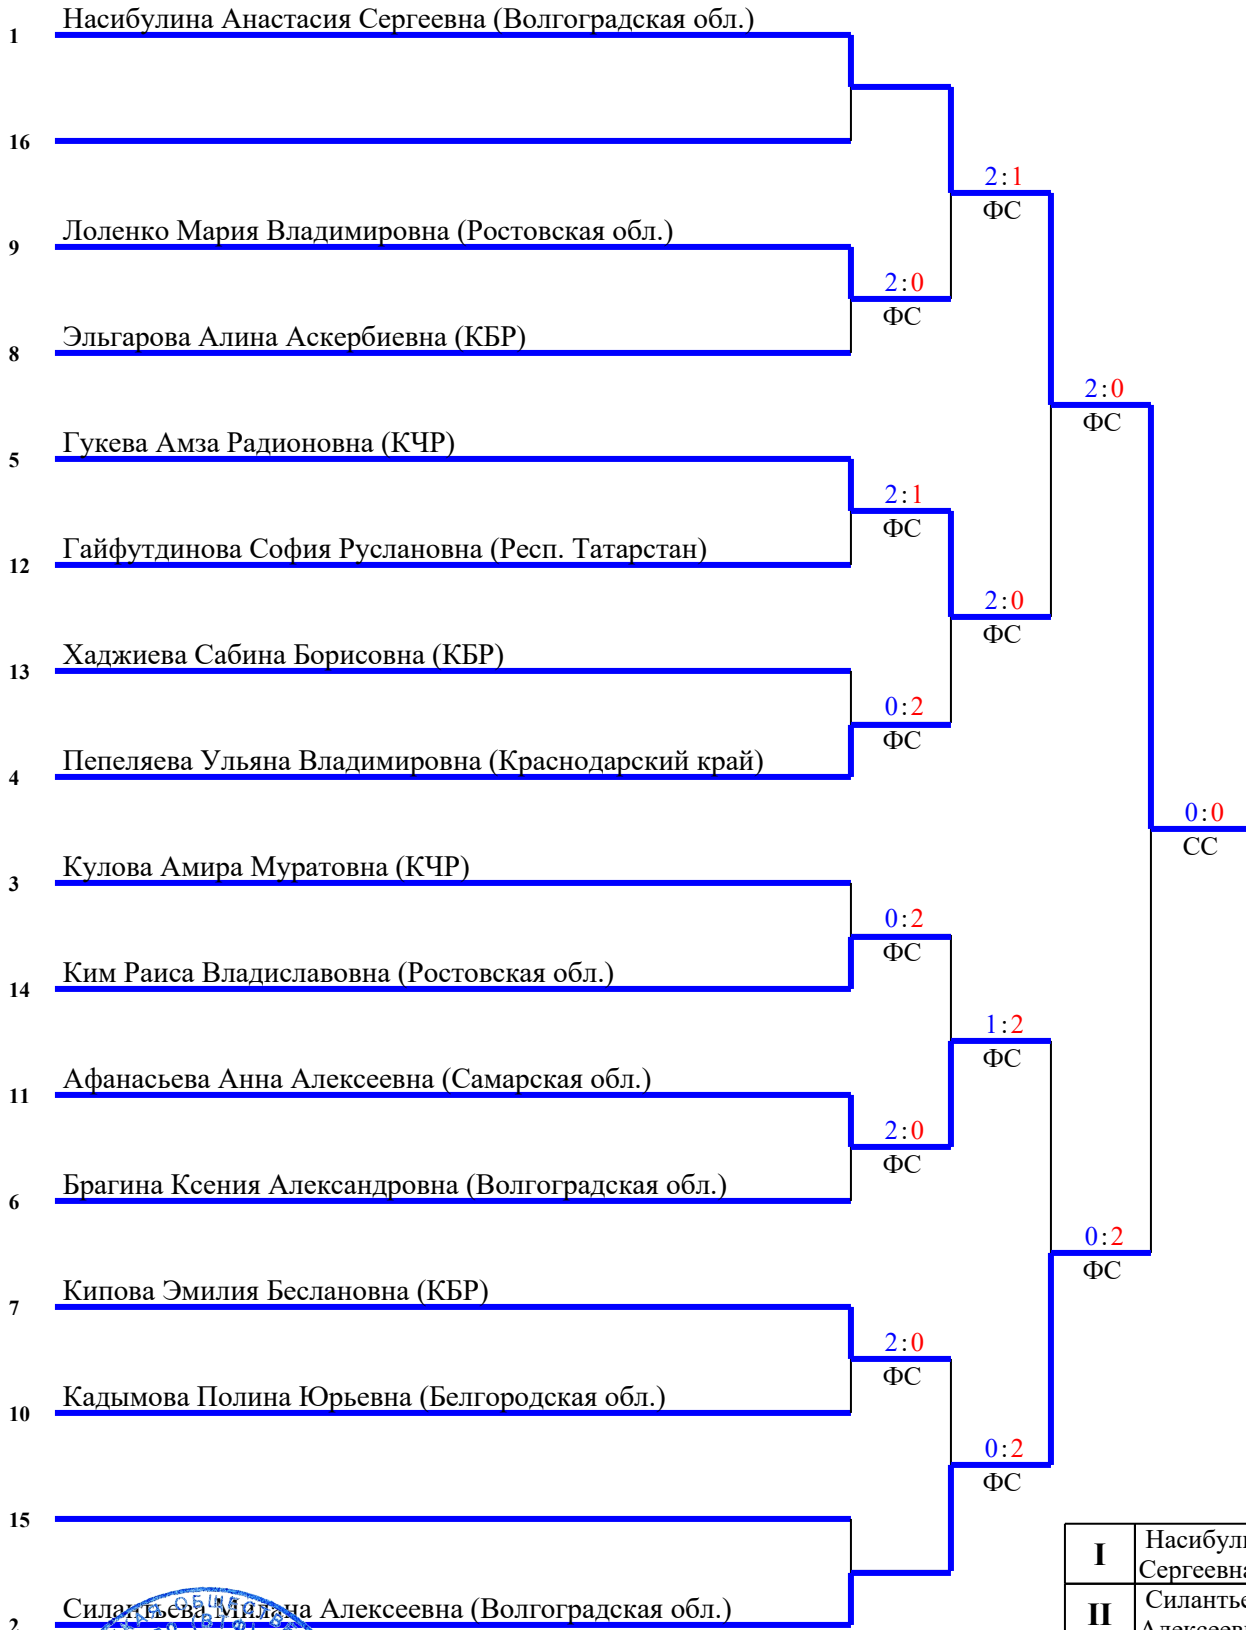 Насибулина Анастасия Сергеевна (Волгоградская обл.)
1
16
2:1
ФС
Лоленко Мария Владимировна (Ростовская обл.)
9
2:0
ФС
Эльгарова Алина Аскербиевна (КБР)
8
2:0
ФС
Гукева Амза Радионовна (КЧР)
5
2:1
ФС
Гайфутдинова София Руслановна (Респ. Татарстан)
12
2:0
ФС
Хаджиева Сабина Борисовна (КБР)
13
0:2
ФС
Пепеляева Ульяна Владимировна (Краснодарский край)
4
0:0
СС
Кулова Амира Муратовна (КЧР)
3
0:2
ФС
Ким Раиса Владиславовна (Ростовская обл.)
14
1:2
ФС
Афанасьева Анна Алексеевна (Самарская обл.)
11
2:0
ФС
Брагина Ксения Александровна (Волгоградская обл.)
6
0:2
ФС
Кипова Эмилия Беслановна (КБР)
7
2:0
ФС
Кадымова Полина Юрьевна (Белгородская обл.)
10
0:2
ФС
15
I
Сергеевна
Силантьева Милана Алексеевна (Волгоградская обл.)
2
II